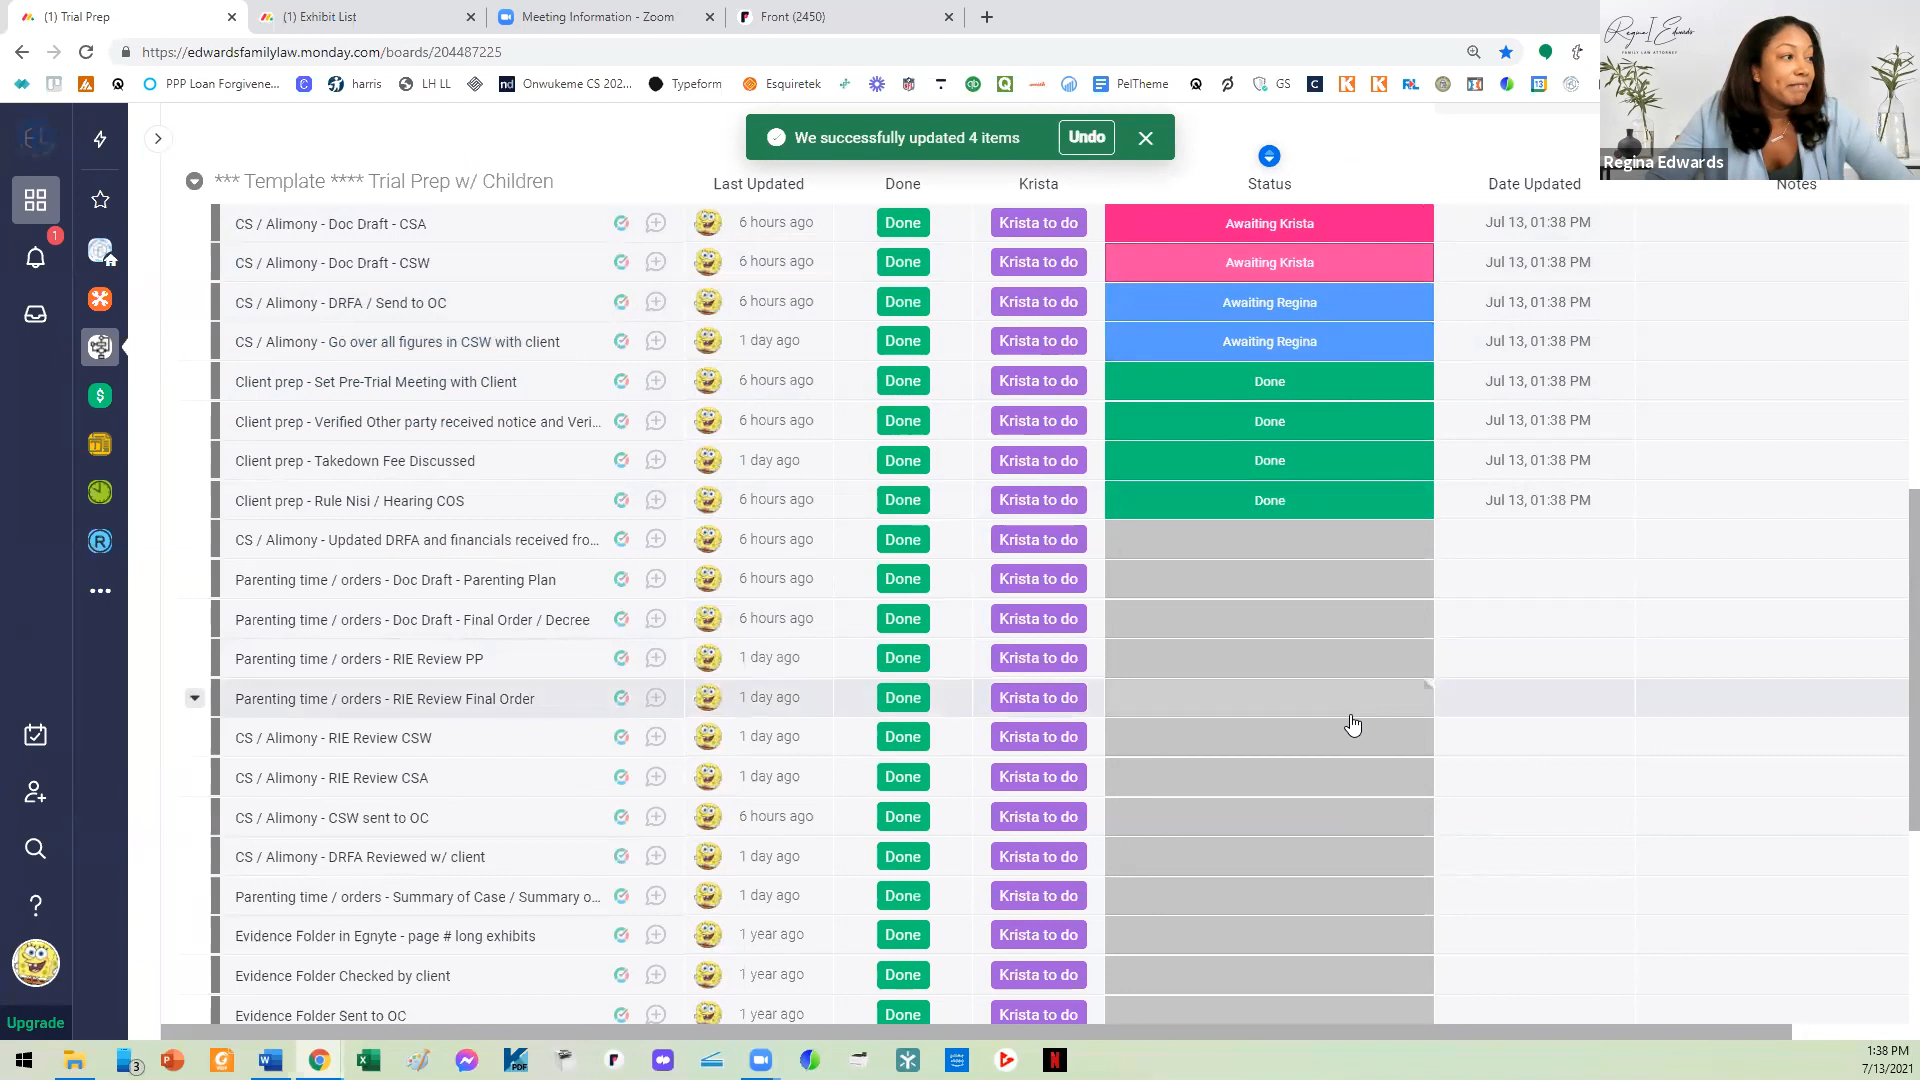 (1) Trial Prep
(1) Exhibit List
Meeting Information - Zoom
Front (2450)
https://edwardsfamilylaw.monday.com/boards/204487225
PPP Loan Forgivene...
harris
LH LL
Onwukeme CS 202...
Typeform
Esquiretek
PelTheme
GS
Regina I Edwards
FAMILY LAW ATTORNEY
Regina Edwards
We successfully updated 4 items
Undo
*** Template **** Trial Prep w/ Children
Last Updated
Done
Krista
Status
Date Updated
Notes
CS / Alimony - Doc Draft - CSA 6 hours ago Done Krista to do Awaiting Krista Jul 13, 01:38 PM
CS / Alimony - Doc Draft - CSW 6 hours ago Done Krista to do Awaiting Krista Jul 13, 01:38 PM
CS / Alimony - DRFA / Send to OC 6 hours ago Done Krista to do Awaiting Regina Jul 13, 01:38 PM
CS / Alimony - Go over all figures in CSW with client 1 day ago Done Krista to do Awaiting Regina Jul 13, 01:38 PM
Client prep - Set Pre-Trial Meeting with Client 6 hours ago Done Krista to do Done Jul 13, 01:38 PM
Client prep - Verified Other party received notice and Veri... 6 hours ago Done Krista to do Done Jul 13, 01:38 PM
Client prep - Takedown Fee Discussed 1 day ago Done Krista to do Done Jul 13, 01:38 PM
Client prep - Rule Nisi / Hearing COS 6 hours ago Done Krista to do Done Jul 13, 01:38 PM
CS / Alimony - Updated DRFA and financials received fro... 6 hours ago Done Krista to do
Parenting time / orders - Doc Draft - Parenting Plan 6 hours ago Done Krista to do
Parenting time / orders - Doc Draft - Final Order / Decree 6 hours ago Done Krista to do
Parenting time / orders - RIE Review PP 1 day ago Done Krista to do
Parenting time / orders - RIE Review Final Order 1 day ago Done Krista to do
CS / Alimony - RIE Review CSW 1 day ago Done Krista to do
CS / Alimony - RIE Review CSA 1 day ago Done Krista to do
CS / Alimony - CSW sent to OC 6 hours ago Done Krista to do
CS / Alimony - DRFA Reviewed w/ client 1 day ago Done Krista to do
Parenting time / orders - Summary of Case / Summary o... 1 day ago Done Krista to do
Evidence Folder in Egnyte - page # long exhibits 1 year ago Done Krista to do
Evidence Folder Checked by client 1 year ago Done Krista to do
Evidence Folder Sent to OC 1 year ago Done Krista to do
1
Upgrade
3
1:38 PM
7/13/2021